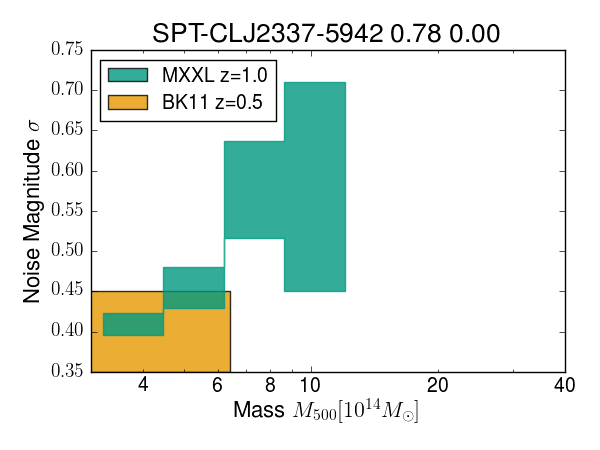 SPT-CLJ2337-5942 0.78 0.00
0.75
0.70
0.65
0.60
0.55
0.50
0.45
0.40
0.35
Noise Magnitude σ
MXXL z=1.0
BK11 z=0.5
4 6 8 10 20 40
Mass M₅₀₀[10¹⁴M☉]